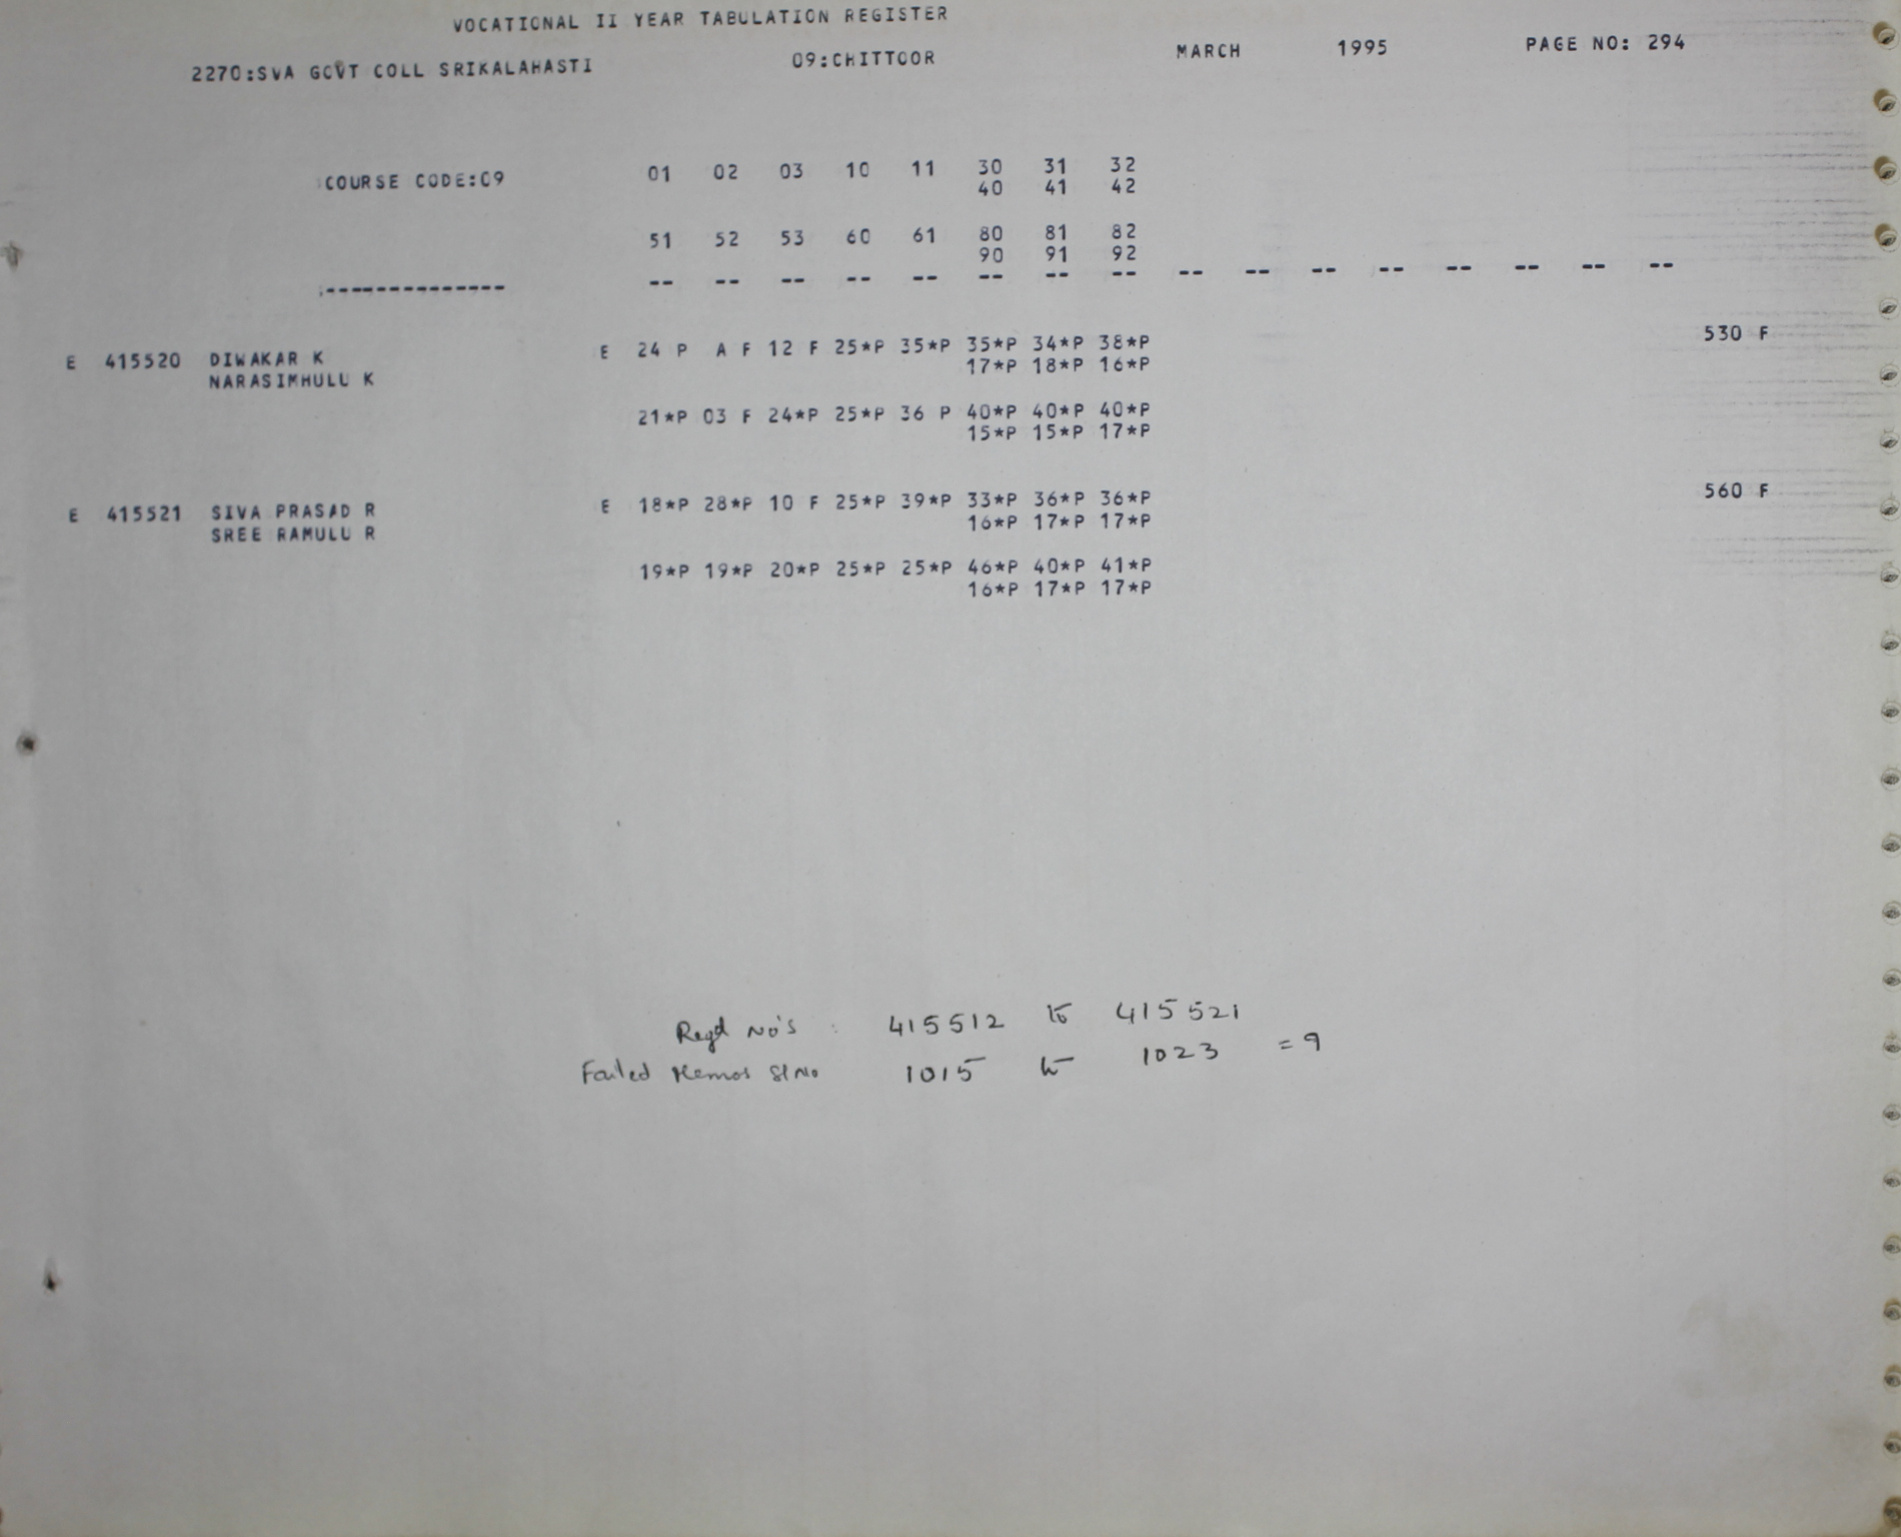 VOCATIONAL II YEAR TABULATION REGISTER
2270:SVA GOVT COLL SRIKALAHASTI 09:CHITTOOR MARCH 1995 PAGE NO: 294
COURSE CODE:C9 01 02 03 10 11 30 31 32
40 41 42
51 52 53 60 61 80 81 82
90 91 92
-------------- -- -- -- -- -- -- -- -- -- -- -- -- -- -- -- --
E 415520 DIWAKAR K E 24 P A F 12 F 25*P 35*P 35*P 34*P 38*P 530 F
NARASIMHULU K 17*P 18*P 16*P
21*P 03 F 24*P 25*P 36 P 40*P 40*P 40*P
15*P 15*P 17*P
E 415521 SIVA PRASAD R E 18*P 28*P 10 F 25*P 39*P 33*P 36*P 36*P 560 F
SREE RAMULU R 16*P 17*P 17*P
19*P 19*P 20*P 25*P 25*P 46*P 40*P 41*P
16*P 17*P 17*P
Regd No's : 415512 to 415521
Failed Memos Sl No 1015 to 1023 = 9